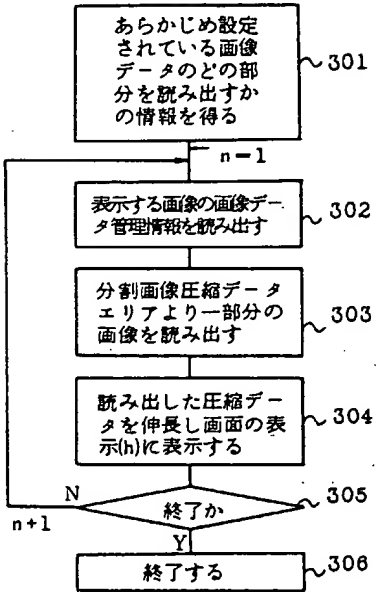 あらかじめ設定
されている画像
データのどの部
分を読み出すか
の情報を得る
301
n=1
表示する画像の画像デー
タ管理情報を読み出す
302
分割画像圧縮データ
エリアより一部分の
画像を読み出す
303
読み出した圧縮デー
タを伸長し画面の表
示(h)に表示する
304
N
終了か
305
n+1
Y
終了する
306